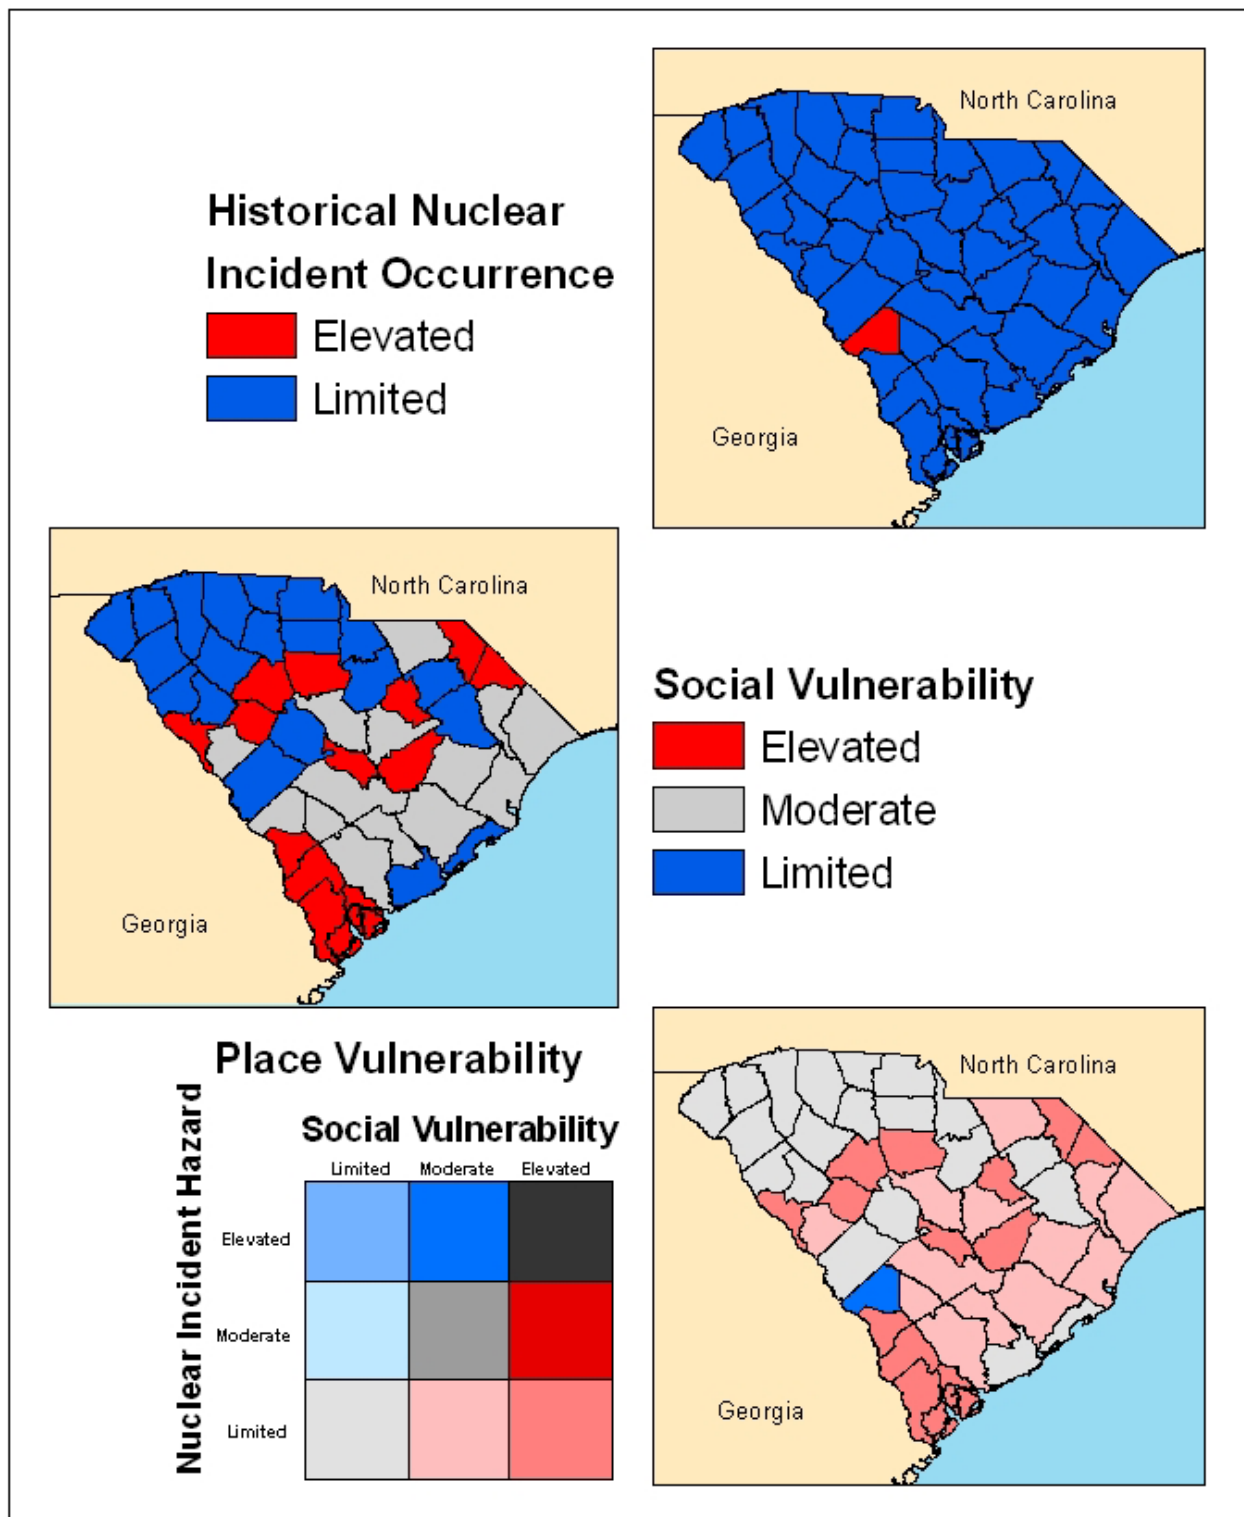 North Carolina
Historical Nuclear
Incident Occurrence
Elevated
Limited
Georgia
North Carolina
Social Vulnerability
Elevated
Moderate
Limited
Georgia
Place Vulnerability
North Carolina
Social Vulnerability
Limited Moderate Elevated
Nuclear Incident Hazard
Elevated
Moderate
Limited
Georgia